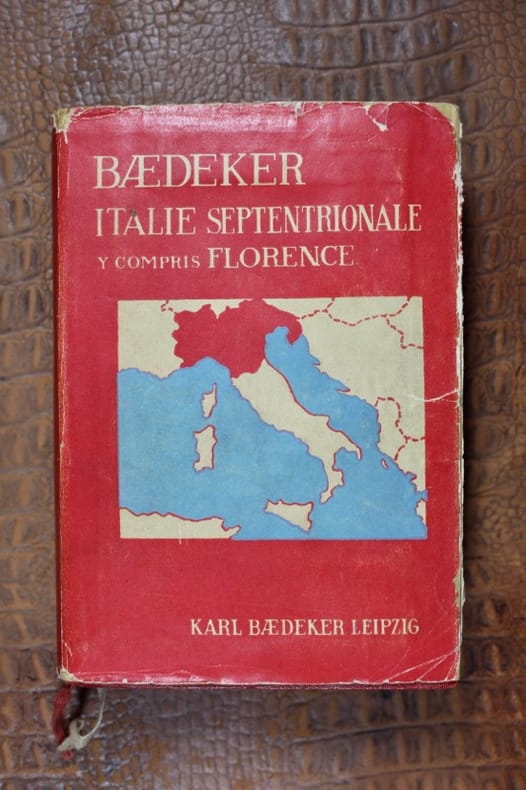 BÆDEKER
ITALIE SEPTENTRIONALE
Y COMPRIS FLORENCE
KARL BÆDEKER LEIPZIG